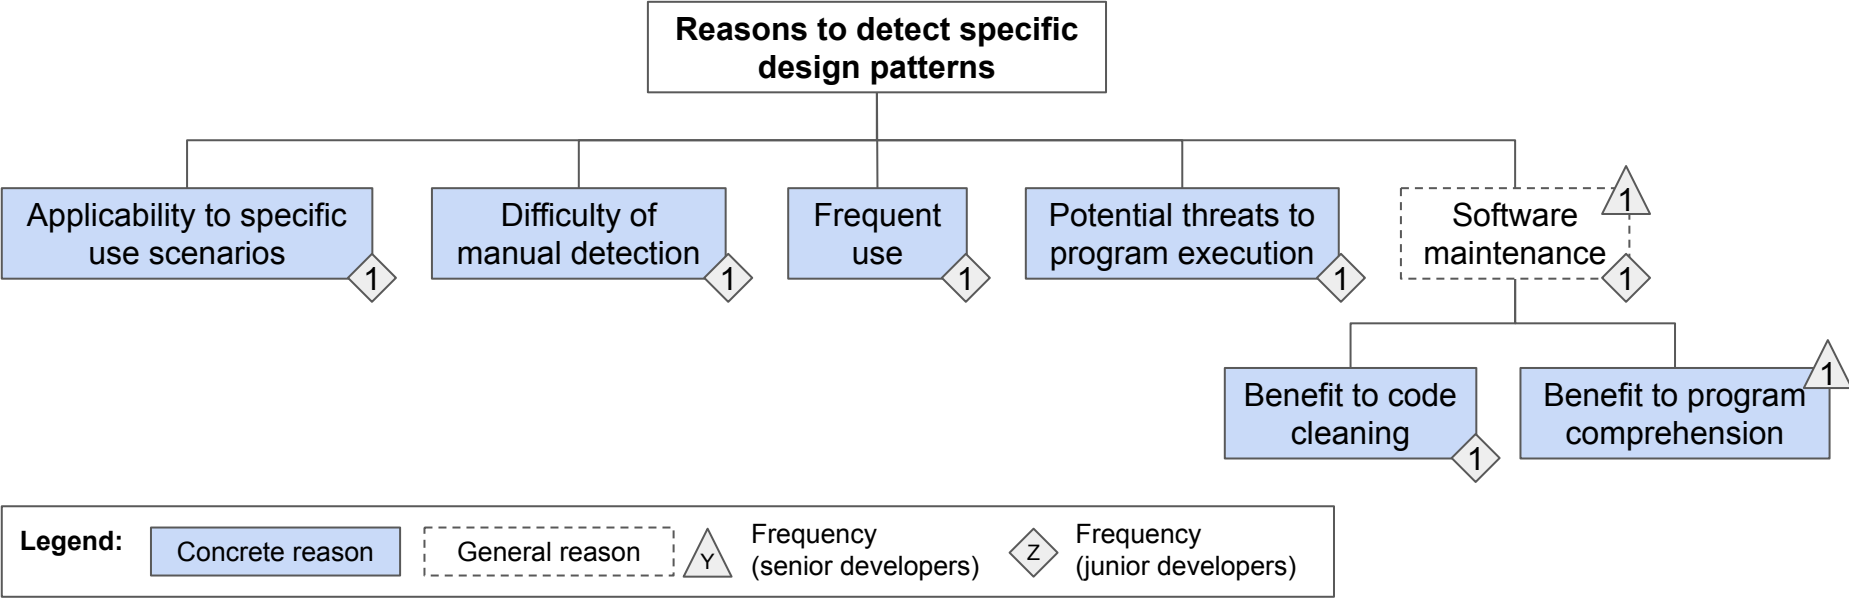 Reasons to detect specific
design patterns
Applicability to specific
use scenarios
1
Difficulty of
manual detection
1
Frequent
use
1
Potential threats to
program execution
1
1
Software
maintenance
1
Benefit to code
cleaning
1
1
Benefit to program
comprehension
Legend:
Concrete reason
General reason
Y
Frequency
(senior developers)
Z
Frequency
(junior developers)